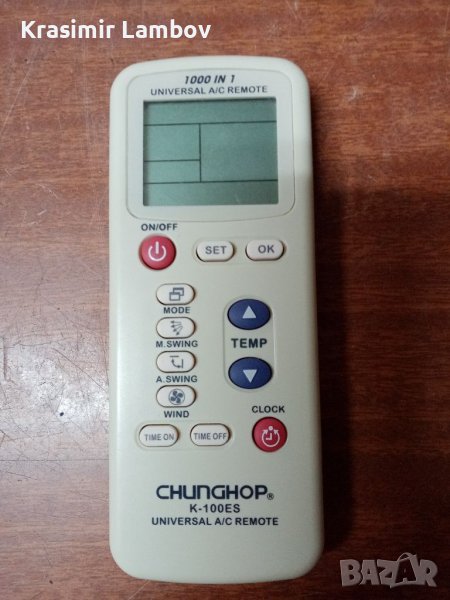 Krasimir Lambov
1000 IN 1
UNIVERSAL A/C REMOTE
ON/OFF
SET
OK
MODE
M.SWING
TEMP
A.SWING
WIND
CLOCK
TIME ON
TIME OFF
CHUNGHOP®
K-100ES
UNIVERSAL A/C REMOTE
BAZAR